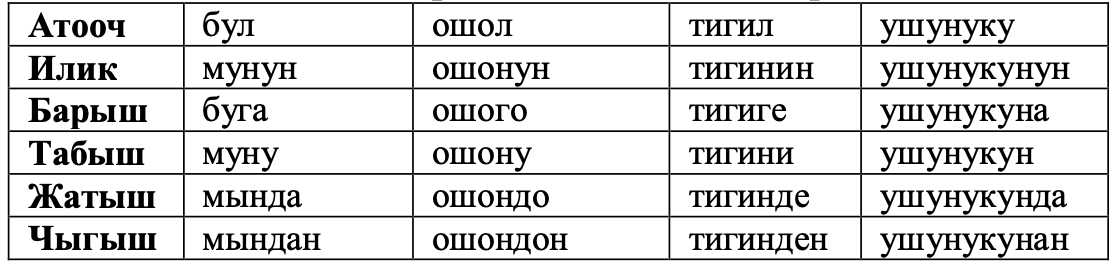 Атооч бул ошол тигил ушунуку
Илик мунун ошонун тигинин ушунукунун
Барыш буга ошого тигиге ушунукуна
Табыш муну ошону тигини ушунукун
Жатыш мында ошондо тигинде ушунукунда
Чыгыш мындан ошондон тигинден ушунукунан